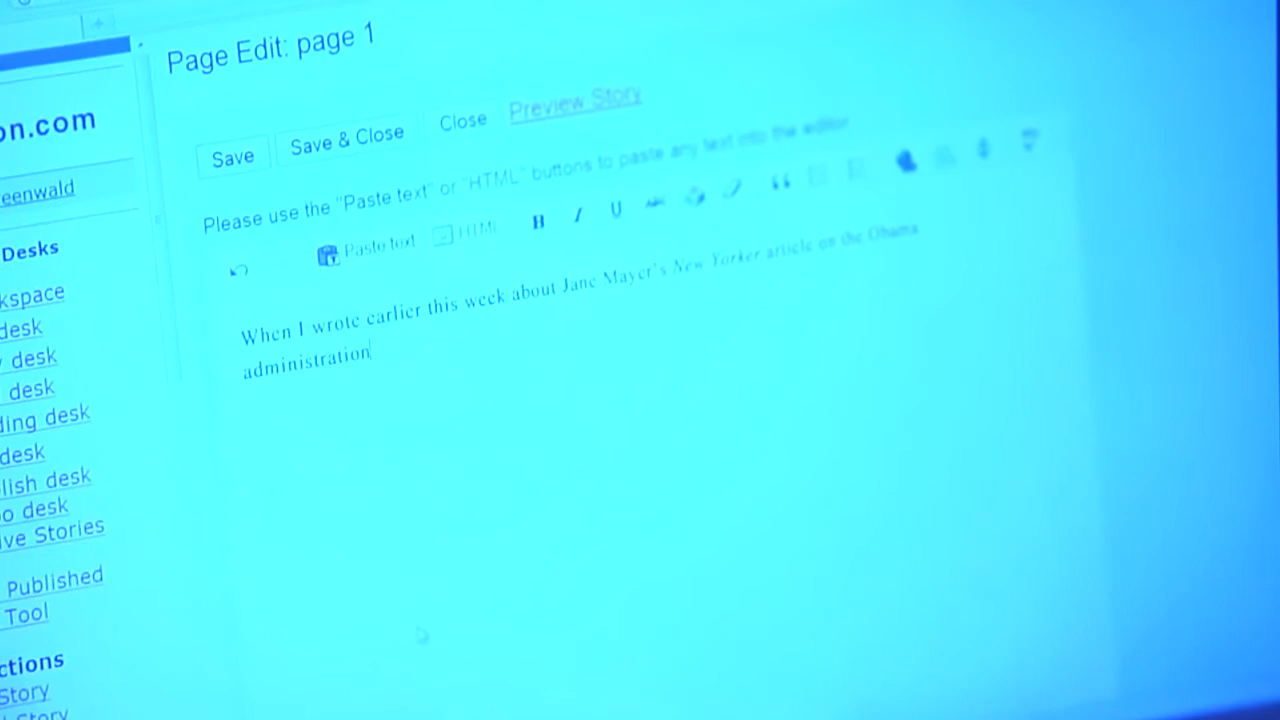 Page Edit: page 1
Save
Save & Close
Close
Preview Story
Please use the "Paste text" or "HTML" buttons to paste any text into the editor
Paste text
HTML
B
I
U
ABC
When I wrote earlier this week about Jane Mayer's New Yorker article on the Obama
administration
on.com
eenwald
Desks
kspace
desk
desk
desk
ding desk
desk
lish desk
o desk
ve Stories
Published
Tool
ctions
Story
Story